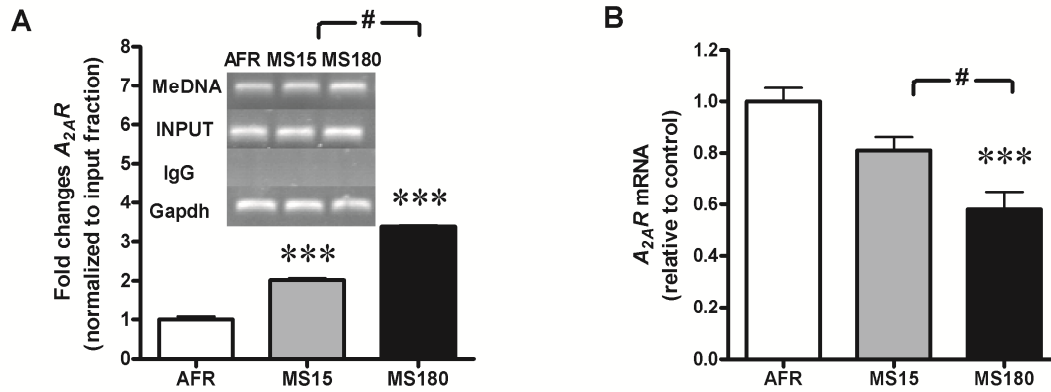 A
#
8
7
6
5
4
3
2
1
0
Fold changes A2AR
(normalized to input fraction)
AFR MS15 MS180
MeDNA
INPUT
IgG
Gapdh
***
***
AFR MS15 MS180
B
#
1.2
1.0
0.8
0.6
0.4
0.2
0.0
A2AR mRNA
(relative to control)
***
AFR MS15 MS180